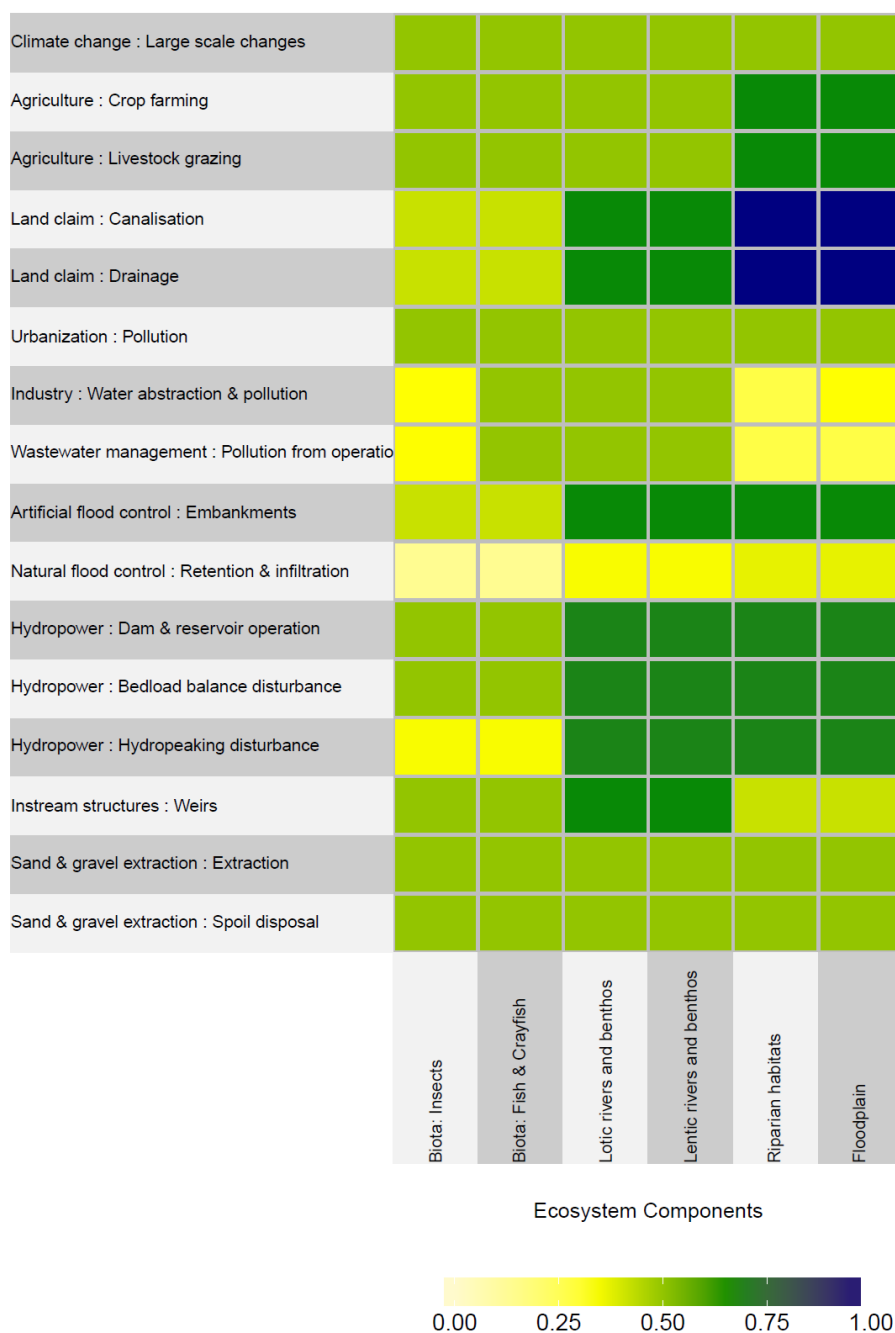 Climate change : Large scale changes
Agriculture : Crop farming
Agriculture : Livestock grazing
Land claim : Canalisation
Land claim : Drainage
Urbanization : Pollution
Industry : Water abstraction & pollution
Wastewater management : Pollution from operatio
Artificial flood control : Embankments
Natural flood control : Retention & infiltration
Hydropower : Dam & reservoir operation
Hydropower : Bedload balance disturbance
Hydropower : Hydropeaking disturbance
Instream structures : Weirs
Sand & gravel extraction : Extraction
Sand & gravel extraction : Spoil disposal
Biota: Insects
Biota: Fish & Crayfish
Lotic rivers and benthos
Lentic rivers and benthos
Riparian habitats
Floodplain
Ecosystem Components
0.00 0.25 0.50 0.75 1.00